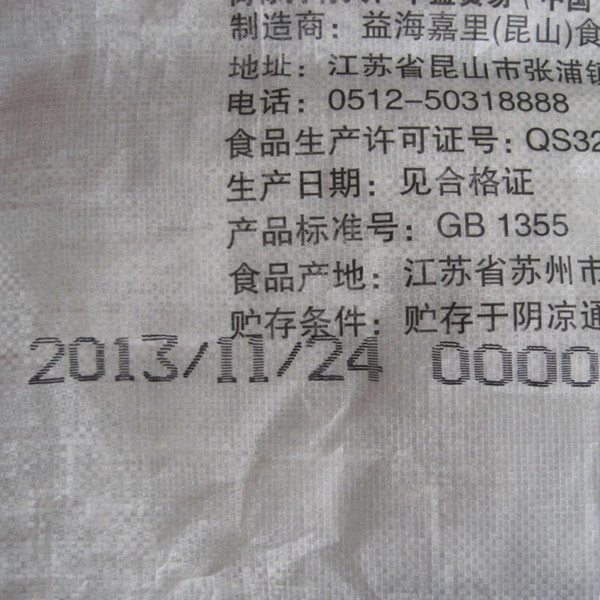 制造商：益海嘉里(昆山)食
地址：江苏省昆山市张浦镇
电话：0512-50318888
食品生产许可证号：QS32
生产日期：见合格证
产品标准号：GB 1355
食品产地：江苏省苏州市
贮存条件：贮存于阴凉通
2013/11/24 0000